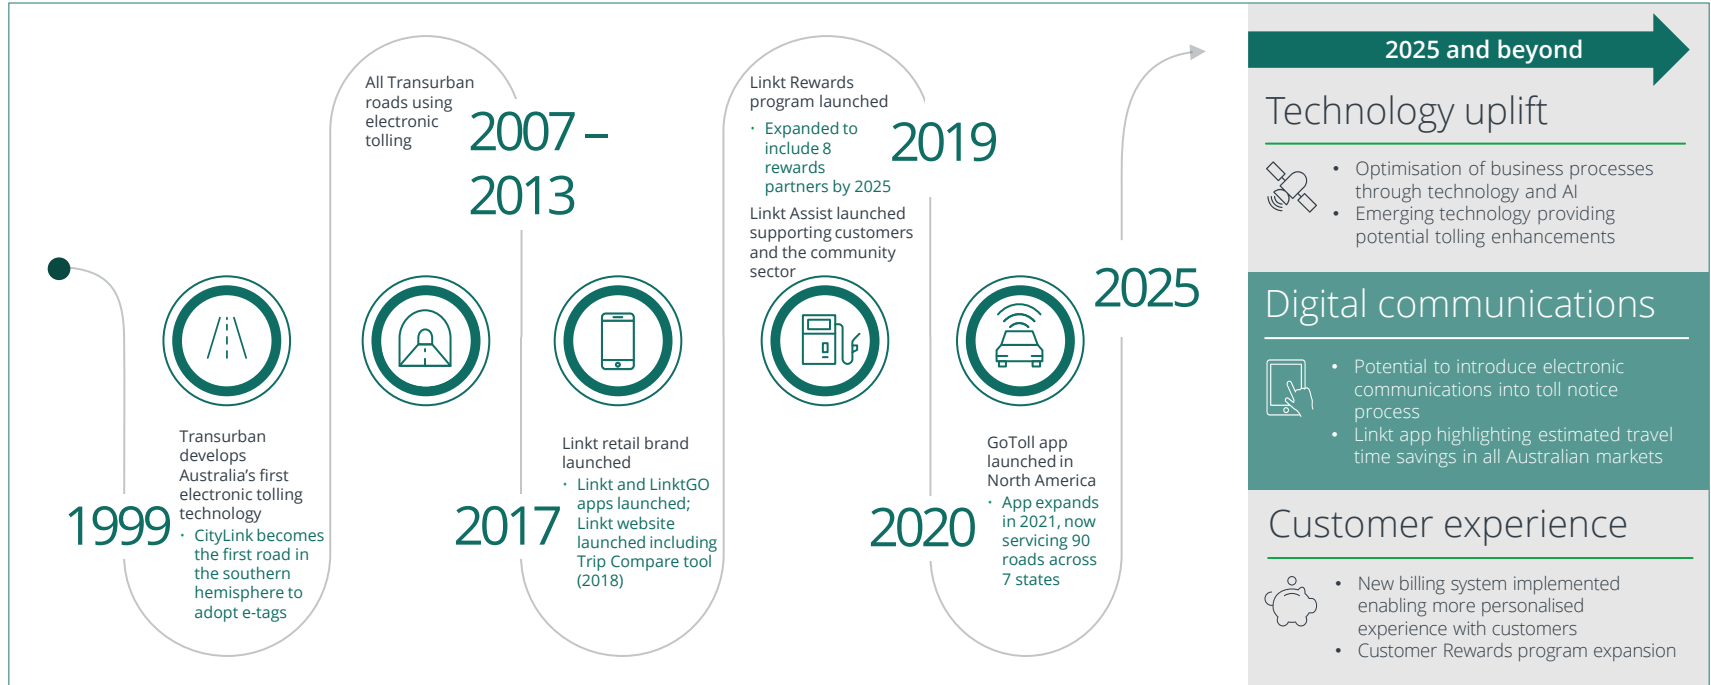 1999
Transurban
develops
Australia’s first
electronic tolling
technology
· CityLink becomes
the first road in
the southern
hemisphere to
adopt e-tags
All Transurban
roads using
electronic
tolling
2007 –
2013
2017
Linkt retail brand
launched
· Linkt and LinktGO
apps launched;
Linkt website
launched including
Trip Compare tool
(2018)
Linkt Rewards
program launched
· Expanded to
include 8
rewards
partners by 2025
Linkt Assist launched
supporting customers
and the community
sector
2019
2020
GoToll app
launched in
North America
· App expands
in 2021, now
servicing 90
roads across
7 states
2025
2025 and beyond
Technology uplift
• Optimisation of business processes
through technology and AI
• Emerging technology providing
potential tolling enhancements
Digital communications
• Potential to introduce electronic
communications into toll notice
process
• Linkt app highlighting estimated travel
time savings in all Australian markets
Customer experience
• New billing system implemented
enabling more personalised
experience with customers
• Customer Rewards program expansion